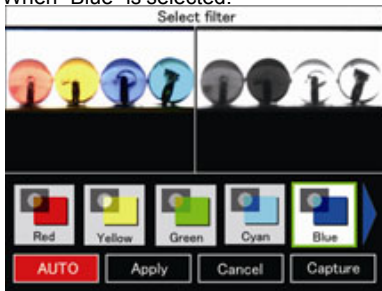 When "Blue" is selected:
Select filter
Red Yellow Green Cyan Blue
AUTO Apply Cancel Capture